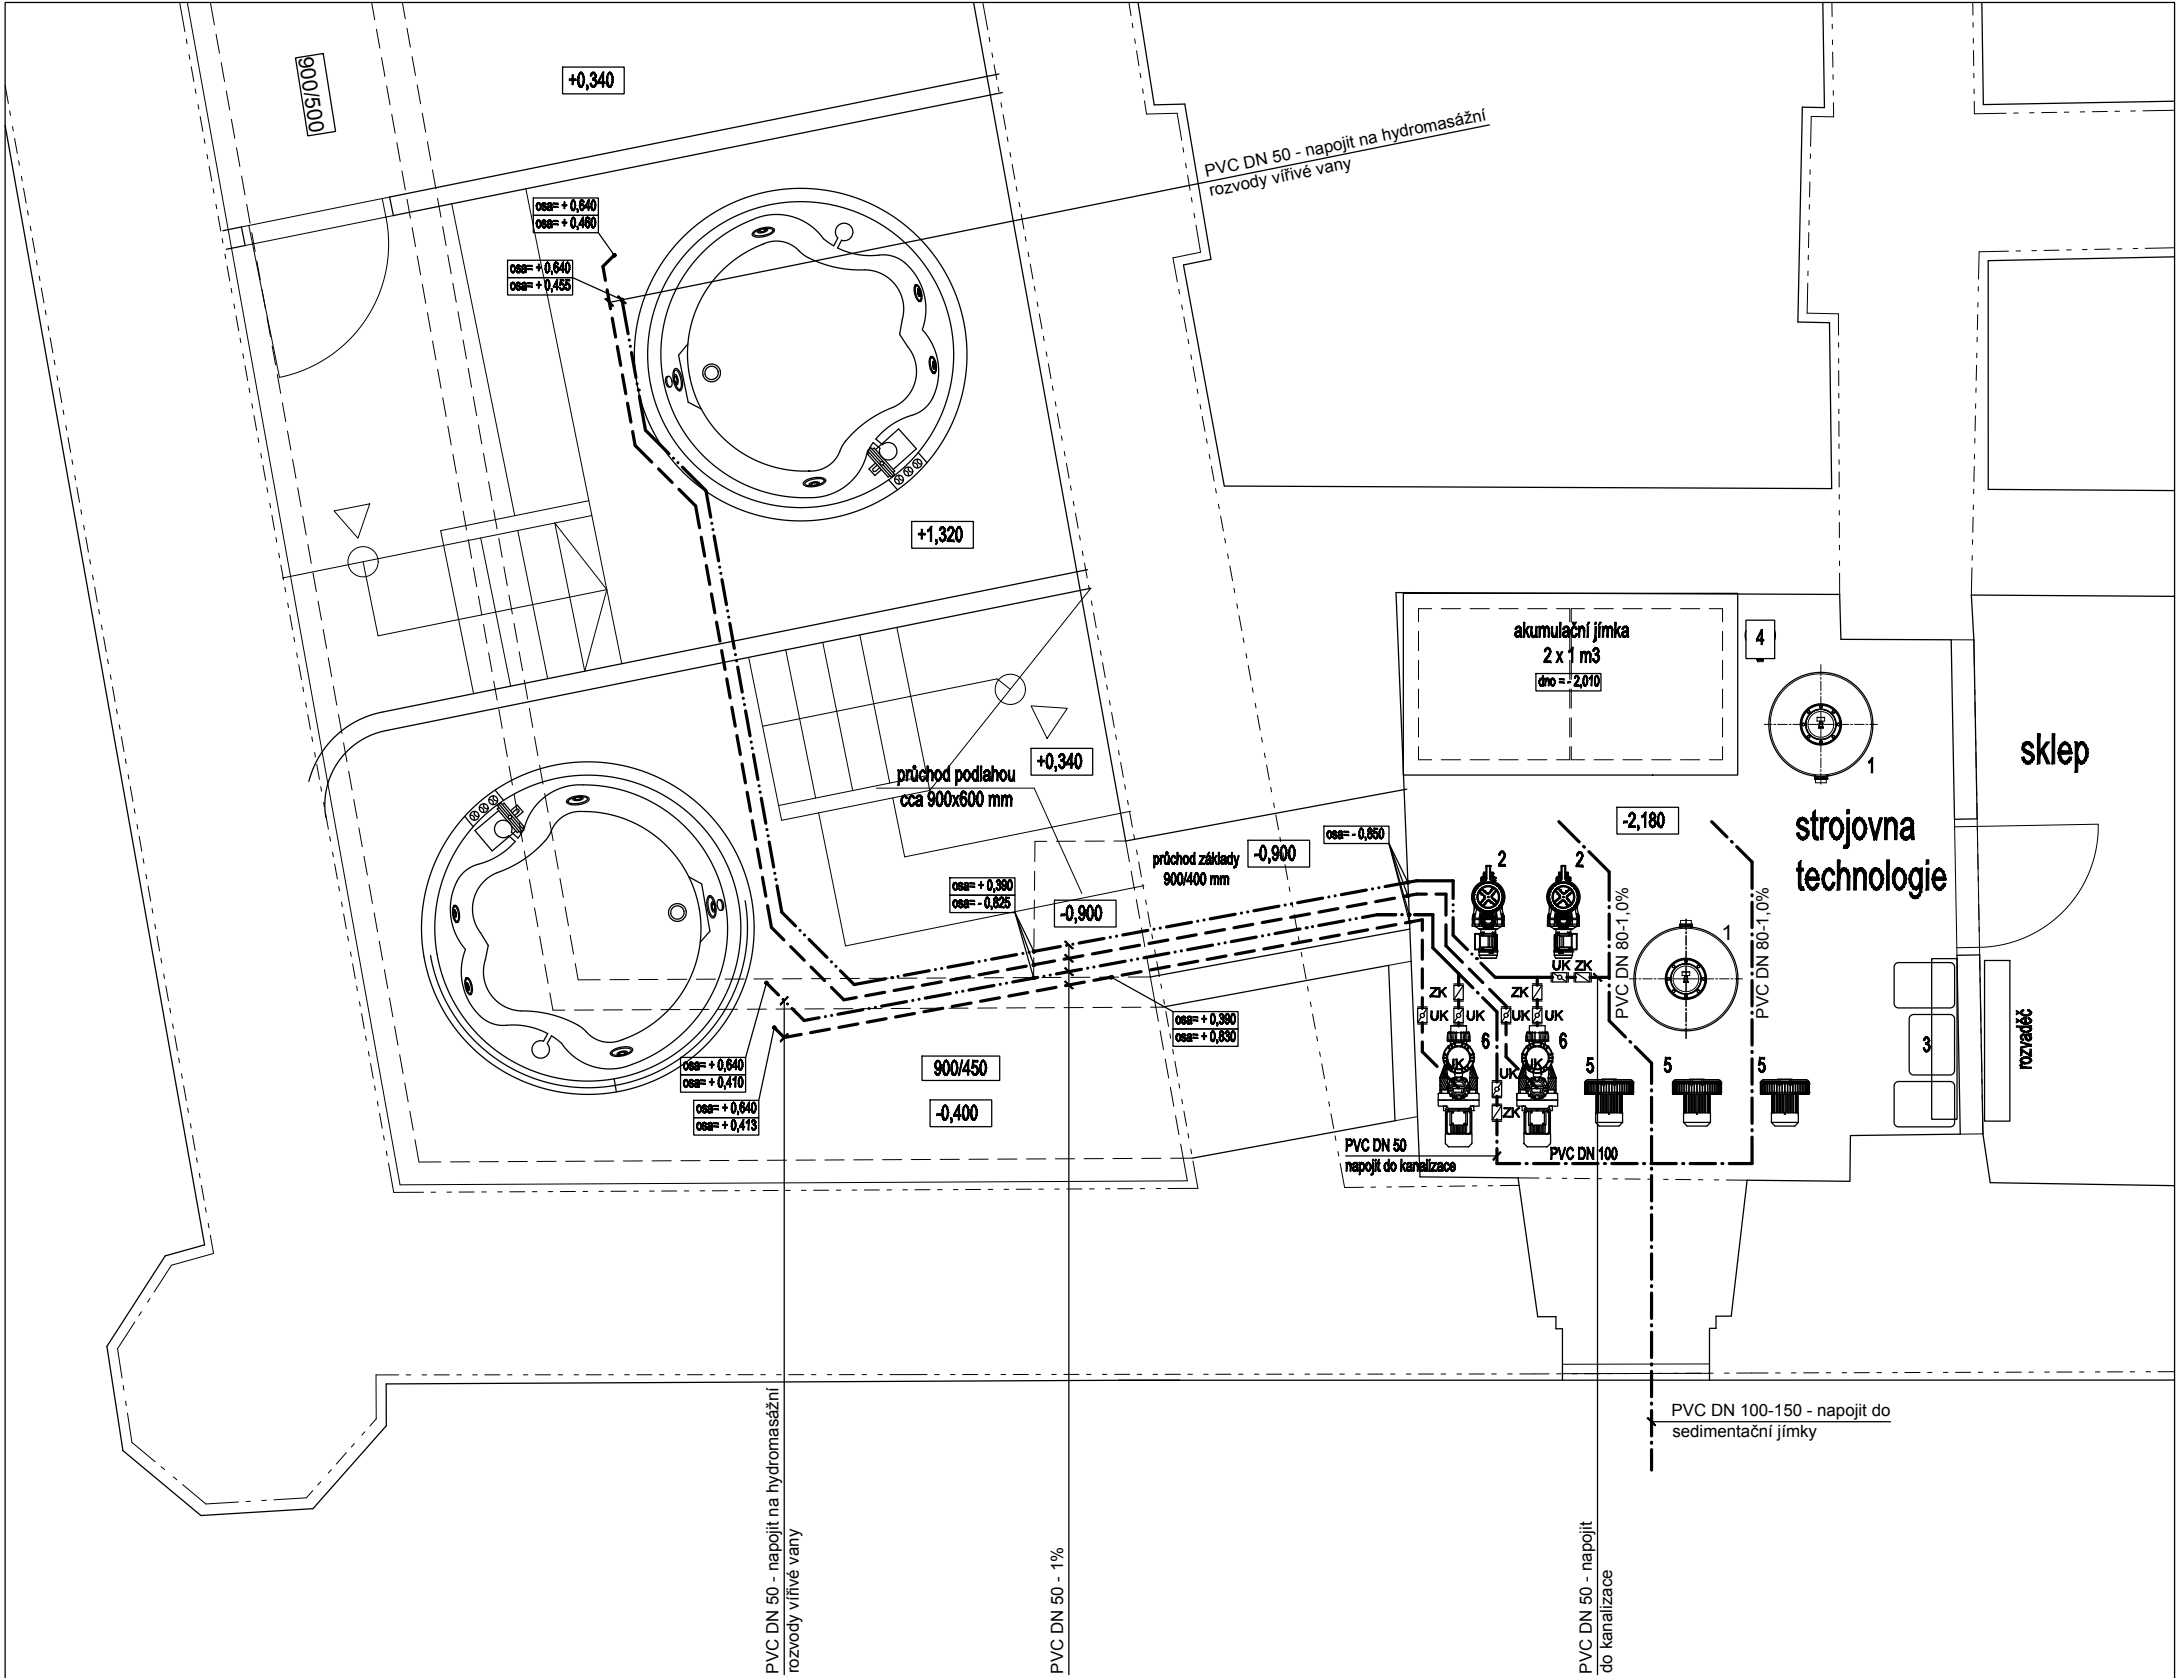 900/500
+0,340
PVC DN 50 - napojit na hydromasážní
rozvody vířivé vany
osa= + 0,640
osa= + 0,460
osa= + 0,640
osa= + 0,455
+1,320
akumulační jímka
2 x 1 m3
dno = - 2,010
4
1
sklep
strojovna
technologie
-2,180
+0,340
průchod podlahou
cca 900x600 mm
průchod základy
900/400 mm
-0,900
osa= - 0,850
osa= + 0,390
osa= - 0,825
-0,900
2
2
PVC DN 80-1,0%
1
PVC DN 80-1,0%
UK
ZK
ZK
UK
UK
ZK
UK
UK
osa= + 0,390
osa= + 0,830
6
6
UK
ZK
5
5
5
3
rozvaděč
osa= + 0,640
osa= + 0,410
900/450
-0,400
osa= + 0,640
osa= + 0,413
PVC DN 50
napojit do kanalizace
PVC DN 100
PVC DN 100-150 - napojit do
sedimentační jímky
PVC DN 50 - napojit na hydromasážní
rozvody vířivé vany
PVC DN 50 - 1%
PVC DN 50 - napojit
do kanalizace